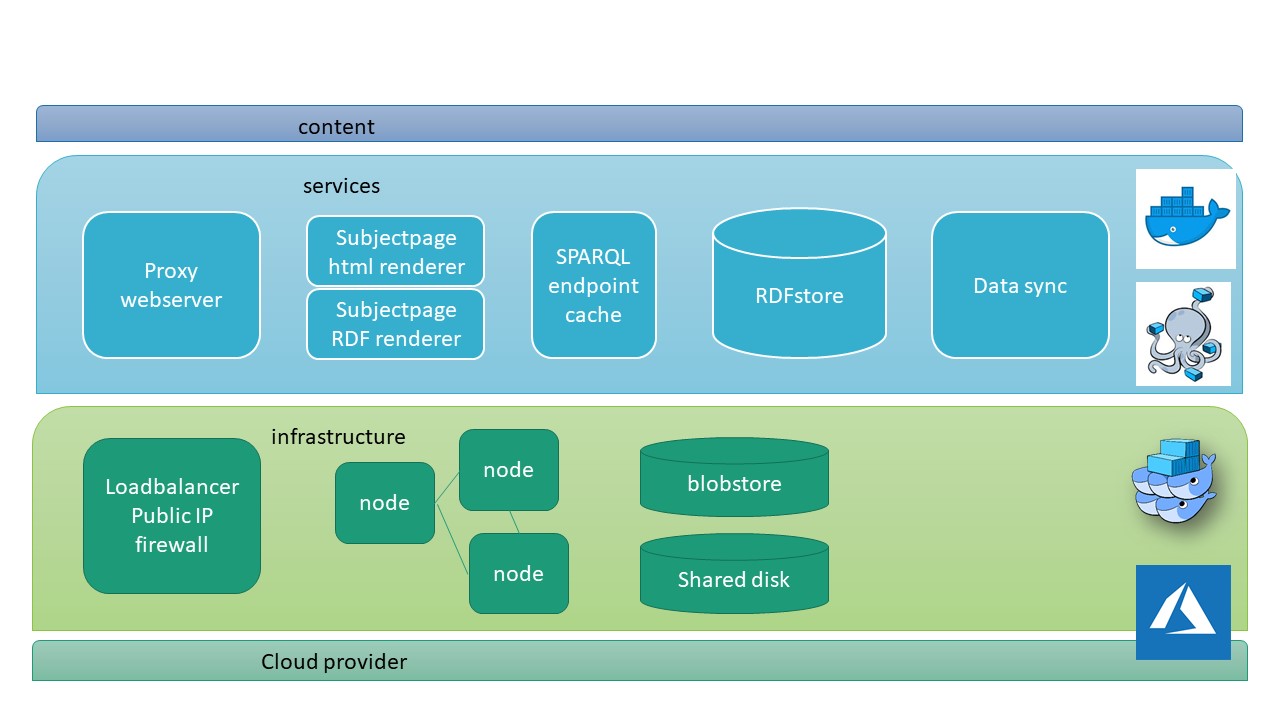 content
services
Proxy
webserver
Subjectpage
html renderer
Subjectpage
RDF renderer
SPARQL
endpoint
cache
RDFstore
Data sync
infrastructure
Loadbalancer
Public IP
firewall
node
node
node
blobstore
Shared disk
Cloud provider